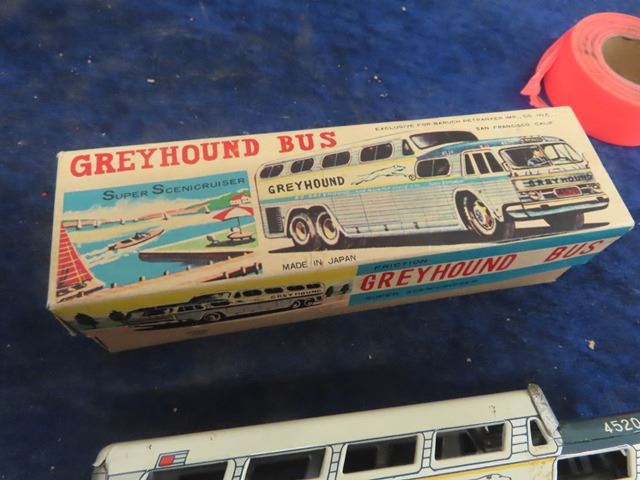 GREYHOUND BUS
EXCLUSIVE FOR BARUCH PETRANKER IMP., CO. INC.
SAN FRANCISCO CALIF.
SUPER SCENICRUISER
GREYHOUND
GREYHOUND
MADE IN JAPAN
FRICTION
GREYHOUND BUS
SUPER SCENICRUISER
GREYHOUND
4520